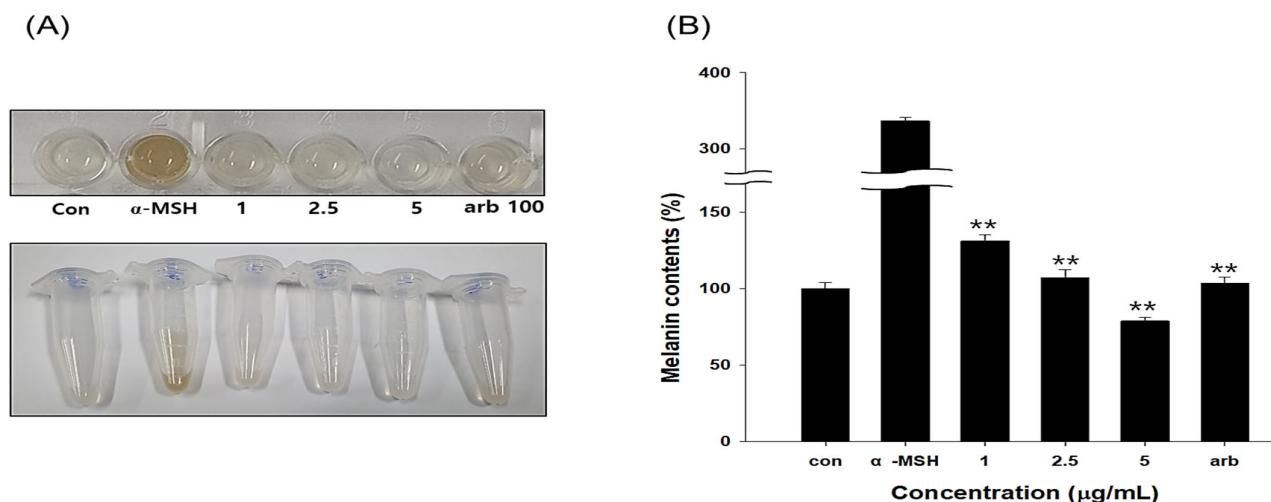 (A)
1 2 3 4 5 6
Con α-MSH 1 2.5 5 arb 100
(B)
Melanin contents (%)
400
300
150
100
50
0
**
**
**
**
con α -MSH 1 2.5 5 arb
Concentration (μg/mL)